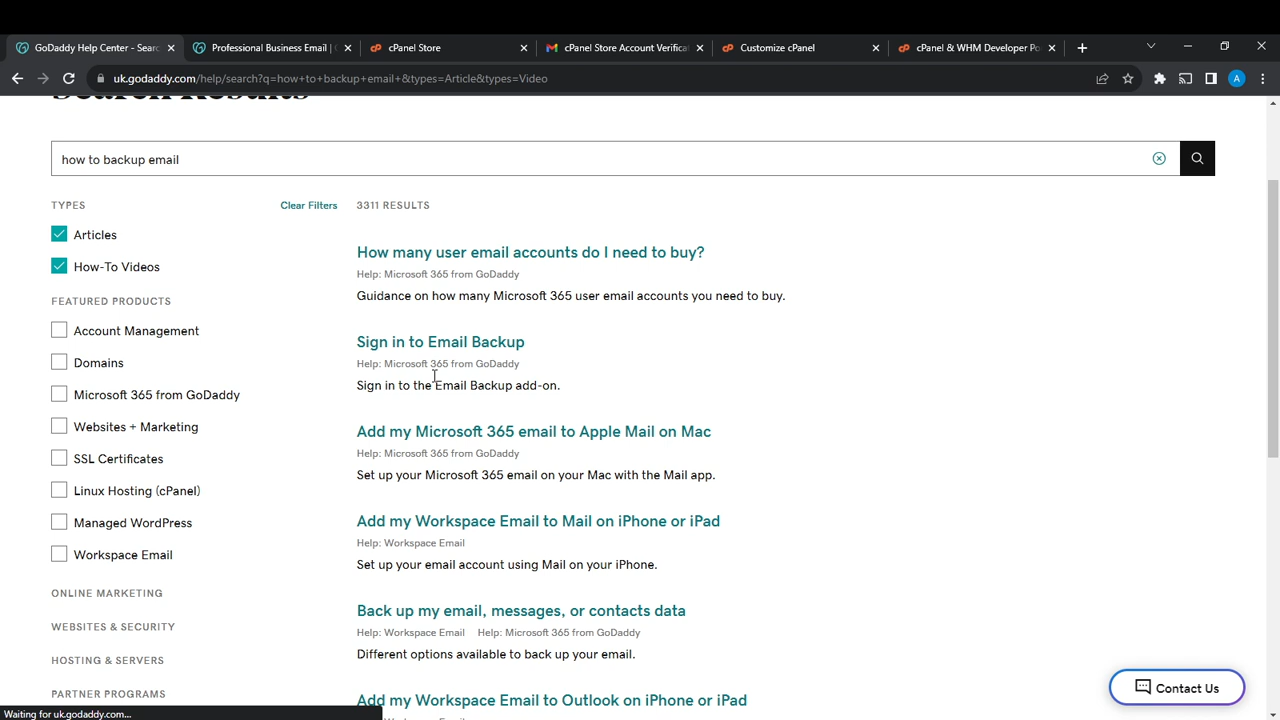 GoDaddy Help Center - Searc
Professional Business Email | (
cPanel Store
cPanel Store Account Verificat
Customize cPanel
cPanel & WHM Developer Po
uk.godaddy.com/help/search?q=how+to+backup+email+&types=Article&types=Video
A
Search Results
how to backup email
TYPES
Clear Filters
3311 RESULTS
Articles
How-To Videos
FEATURED PRODUCTS
Account Management
Domains
Microsoft 365 from GoDaddy
Websites + Marketing
SSL Certificates
Linux Hosting (cPanel)
Managed WordPress
Workspace Email
ONLINE MARKETING
WEBSITES & SECURITY
HOSTING & SERVERS
PARTNER PROGRAMS
How many user email accounts do I need to buy?
Help: Microsoft 365 from GoDaddy
Guidance on how many Microsoft 365 user email accounts you need to buy.
Sign in to Email Backup
Help: Microsoft 365 from GoDaddy
Sign in to the Email Backup add-on.
Add my Microsoft 365 email to Apple Mail on Mac
Help: Microsoft 365 from GoDaddy
Set up your Microsoft 365 email on your Mac with the Mail app.
Add my Workspace Email to Mail on iPhone or iPad
Help: Workspace Email
Set up your email account using Mail on your iPhone.
Back up my email, messages, or contacts data
Help: Workspace Email Help: Microsoft 365 from GoDaddy
Different options available to back up your email.
Add my Workspace Email to Outlook on iPhone or iPad
Workspace Email
Contact Us
Waiting for uk.godaddy.com...